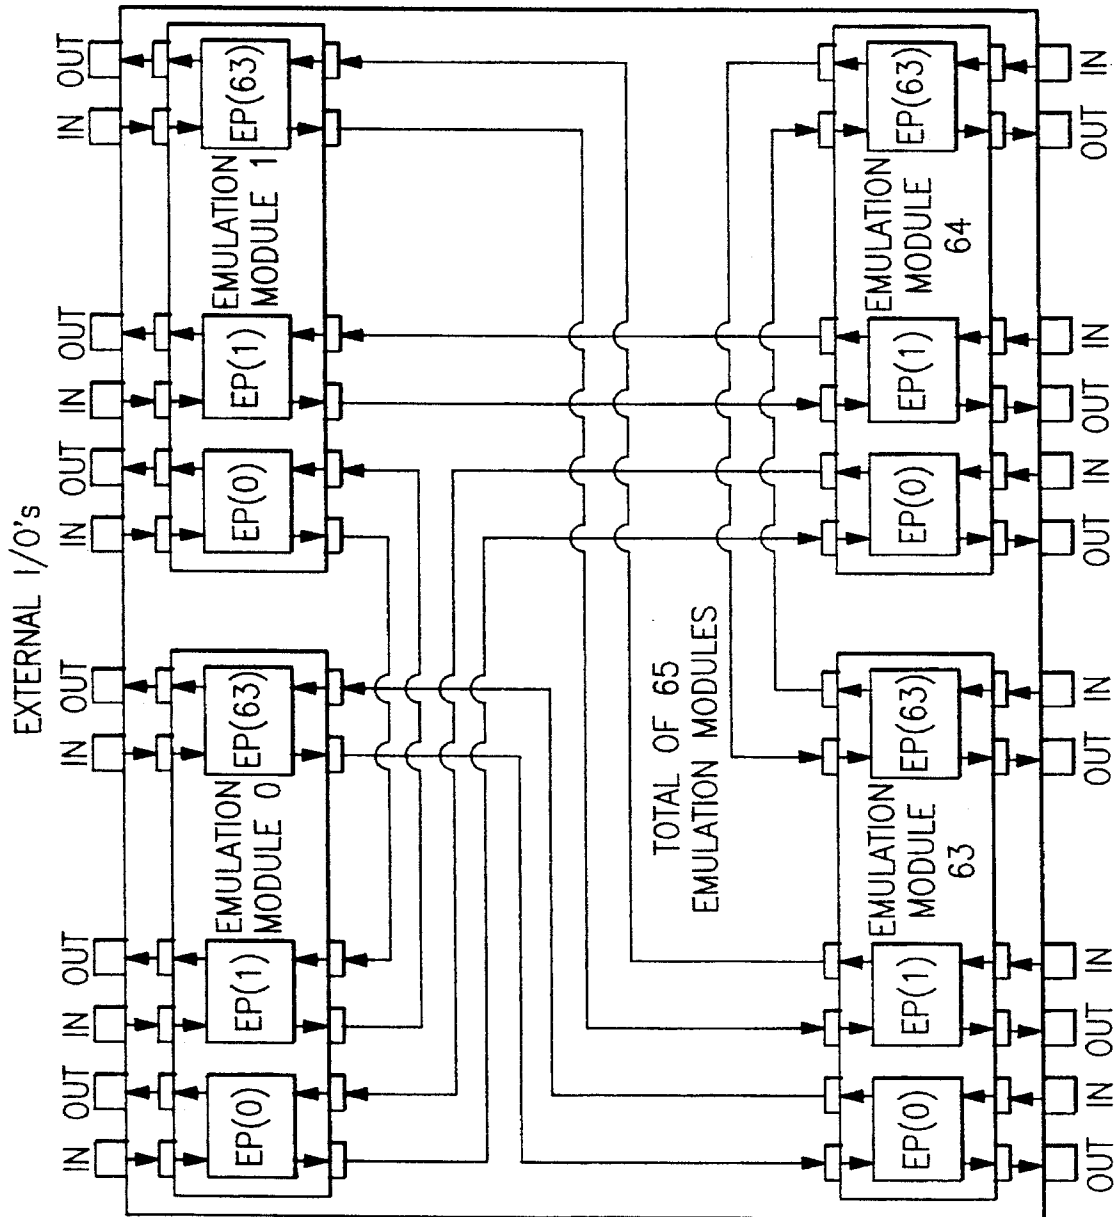 EXTERNAL I/O's
IN OUT IN OUT IN OUT IN OUT IN OUT IN OUT
EP(0) EP(1) EMULATION MODULE 0 EP(63)
EP(0) EP(1) EMULATION MODULE 1 EP(63)
TOTAL OF 65
EMULATION MODULES
EP(0) EP(1) EMULATION MODULE 63 EP(63)
EP(0) EP(1) EMULATION MODULE 64 EP(63)
OUT IN OUT IN OUT IN OUT IN OUT IN OUT IN